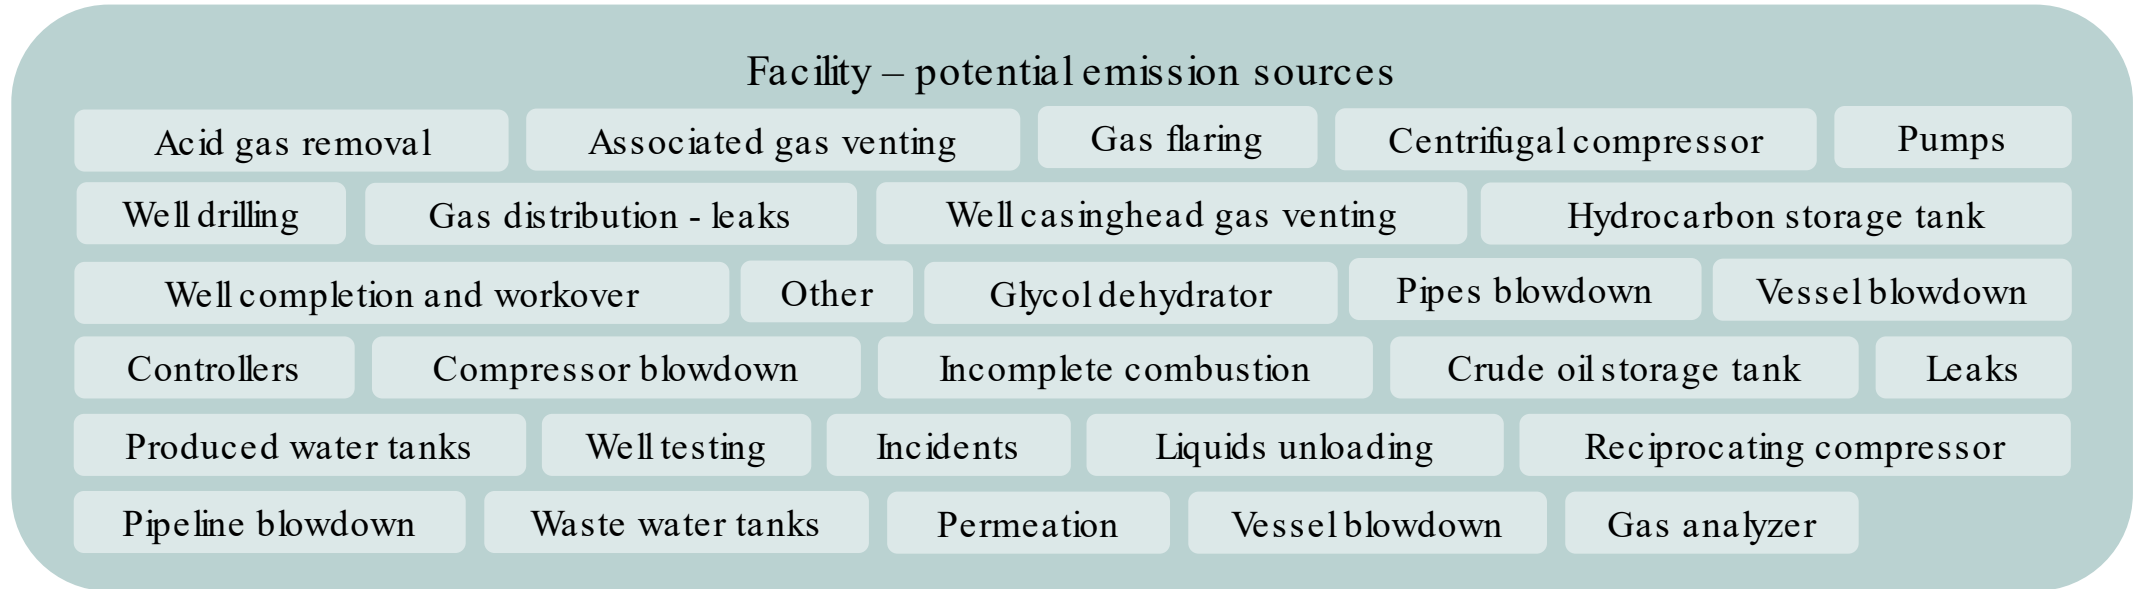 Facility – potential emission sources
Acid gas removal
Associated gas venting
Gas flaring
Centrifugal compressor
Pumps
Well drilling
Gas distribution - leaks
Well casinghead gas venting
Hydrocarbon storage tank
Well completion and workover
Other
Glycol dehydrator
Pipes blowdown
Vessel blowdown
Controllers
Compressor blowdown
Incomplete combustion
Crude oil storage tank
Leaks
Produced water tanks
Well testing
Incidents
Liquids unloading
Reciprocating compressor
Pipeline blowdown
Waste water tanks
Permeation
Vessel blowdown
Gas analyzer